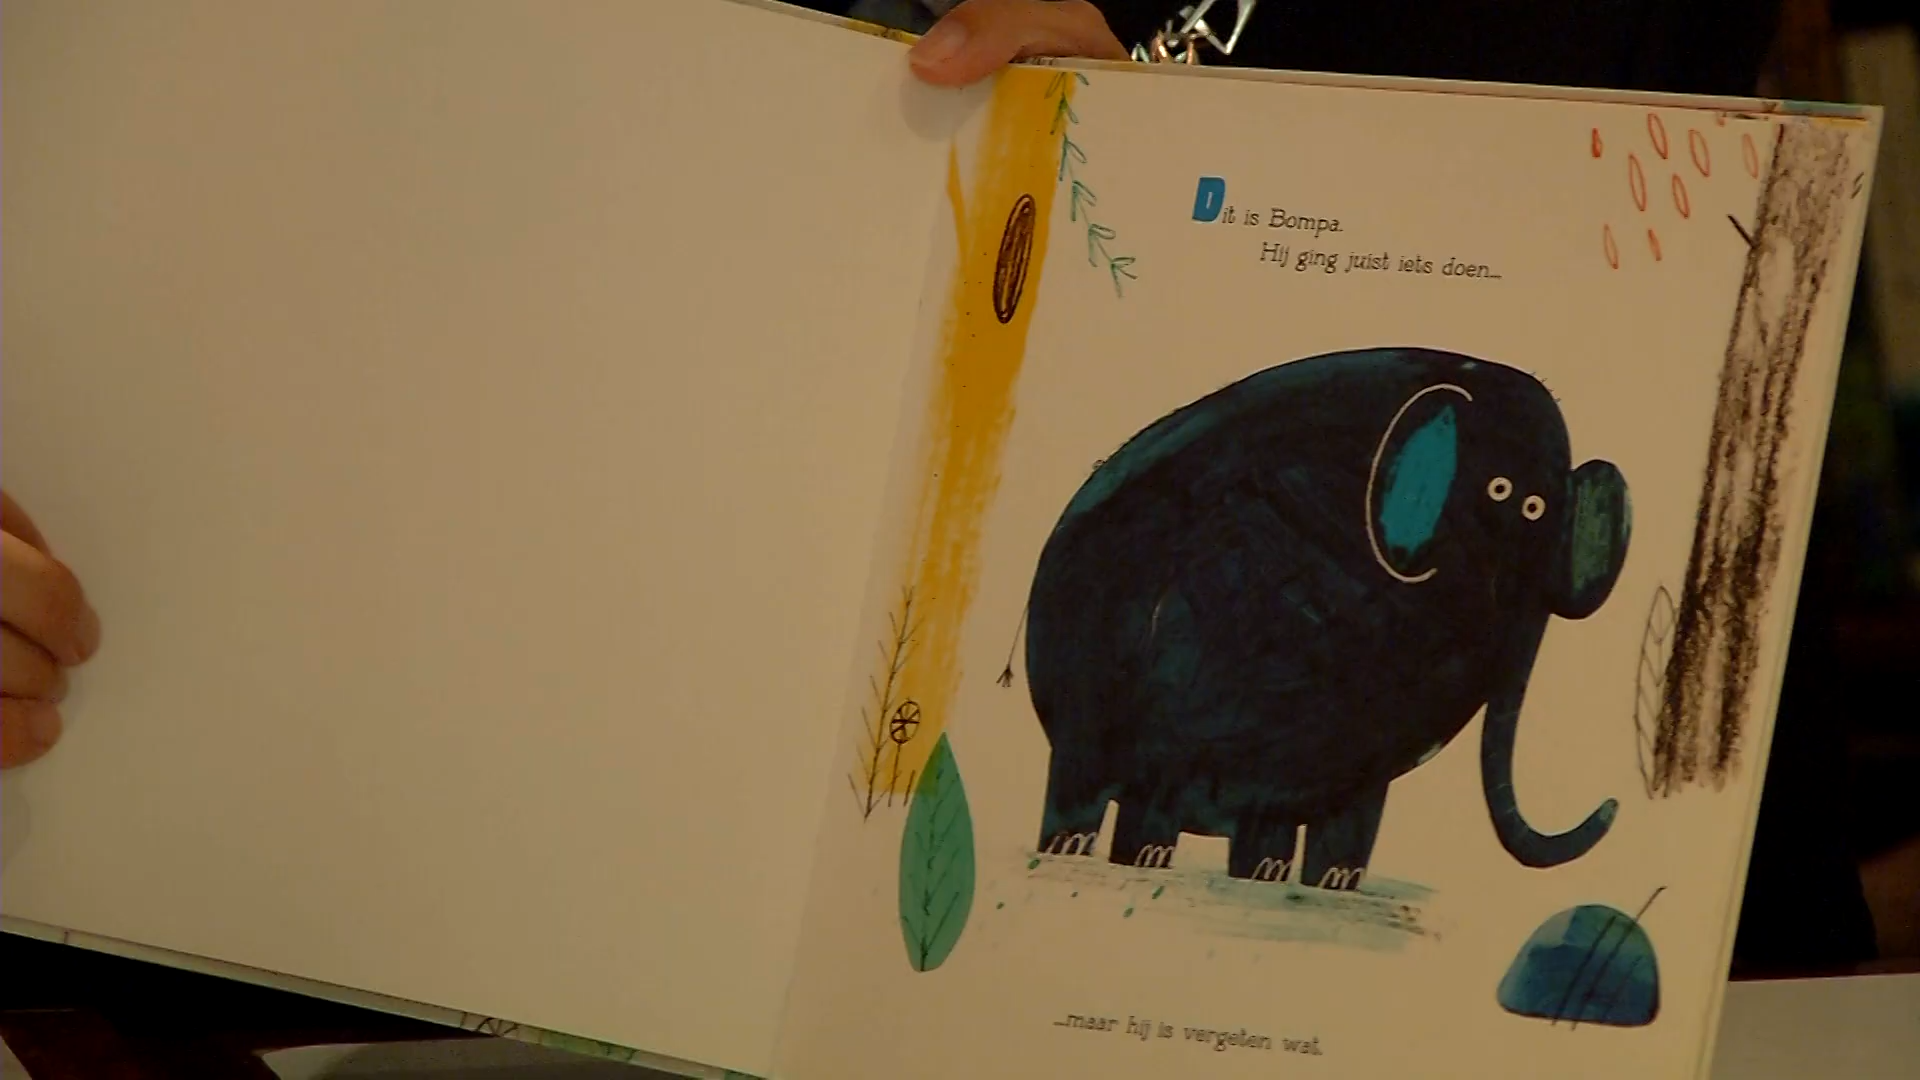 Dit is Bompa.
Hij ging juist iets doen...
...maar hij is vergeten wat.